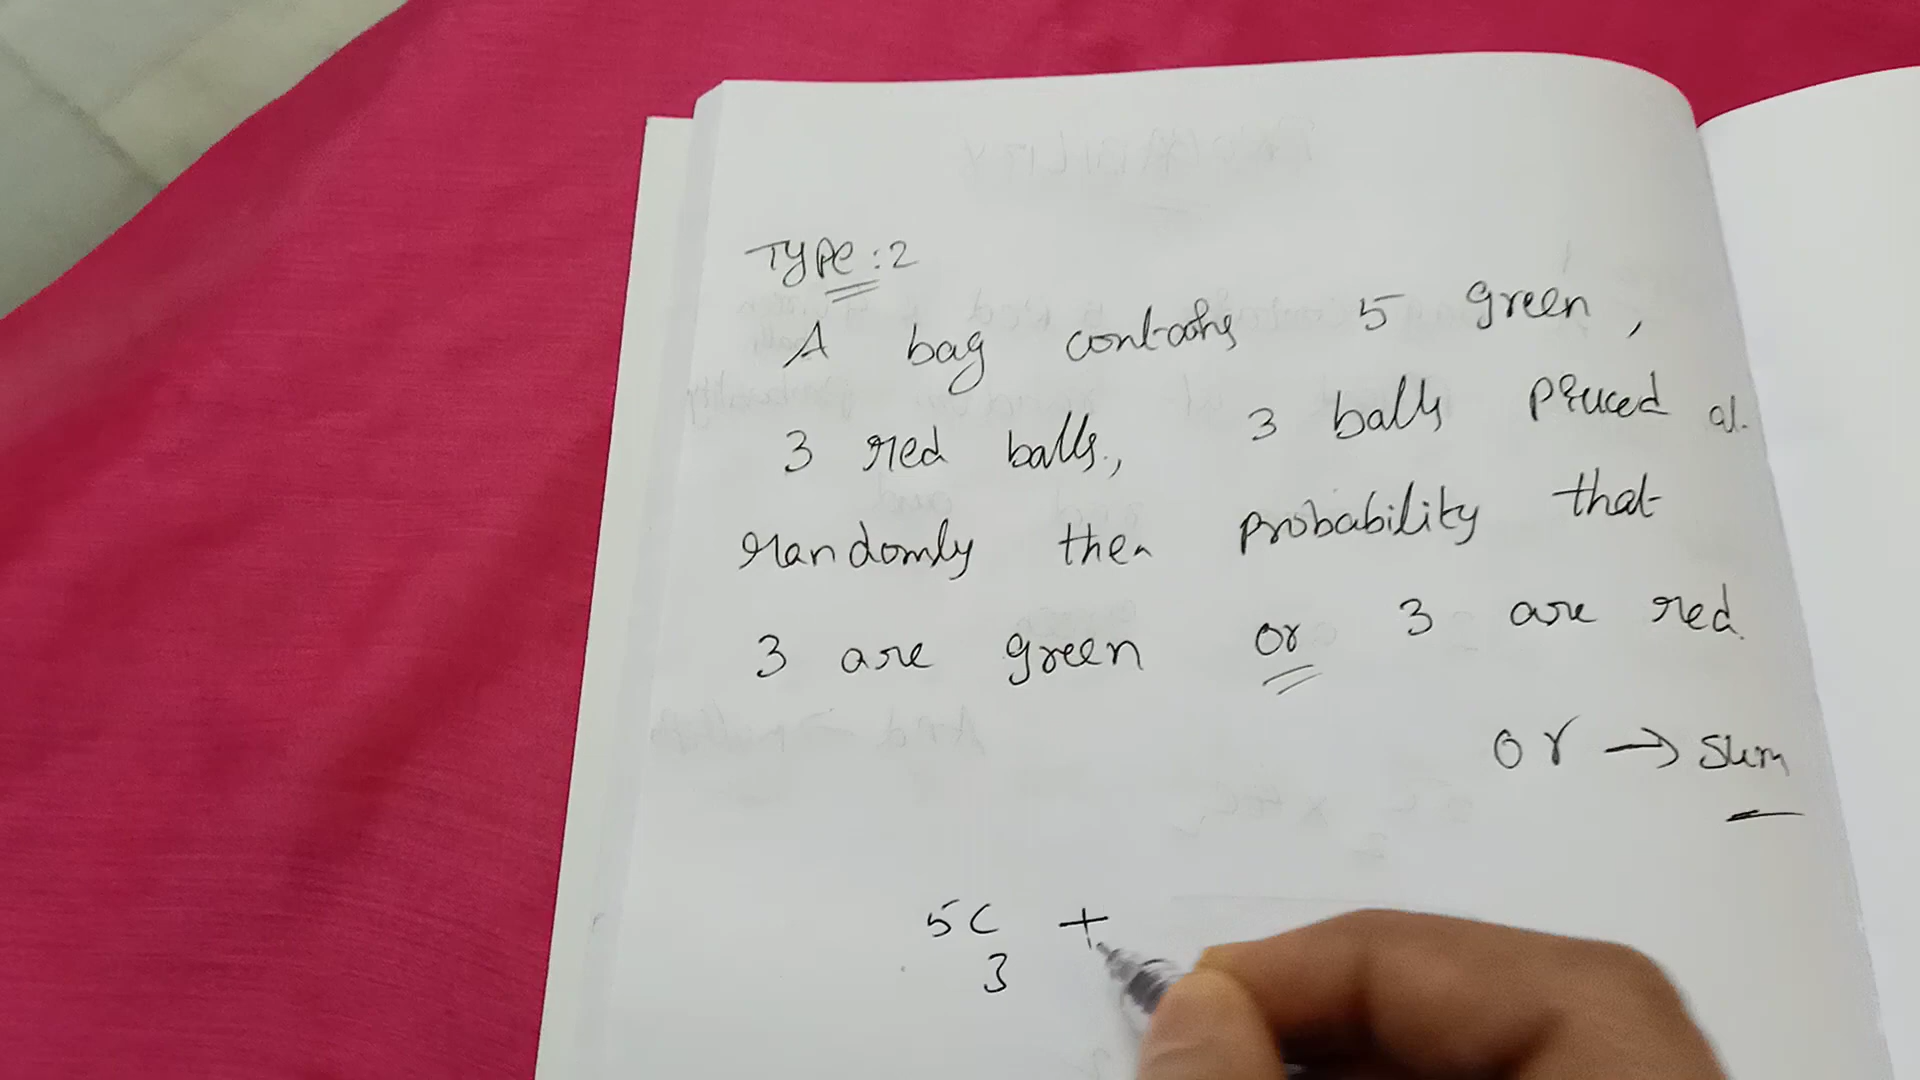 Type : 2
A bag contains 5 green,
3 red balls, 3 balls picked at
randomly then probability that
3 are green or 3 are red
or → sum
5C +
3